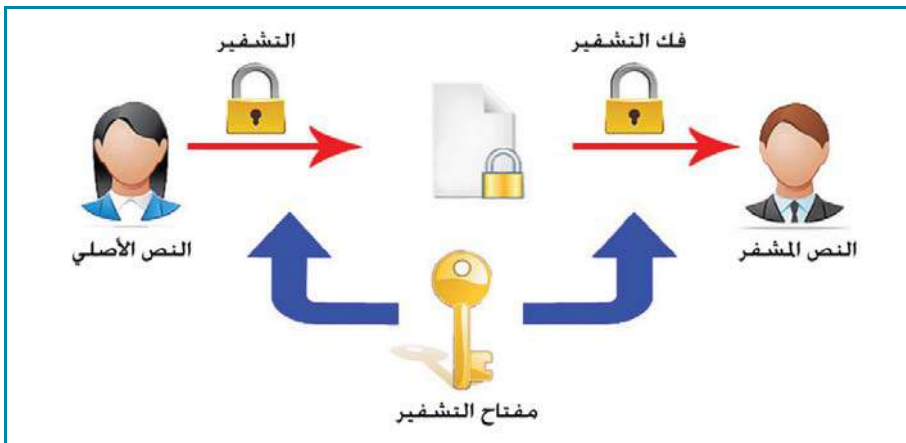 فك التشفير
التشفير
النص المشفر
النص الأصلي
مفتاح التشفير